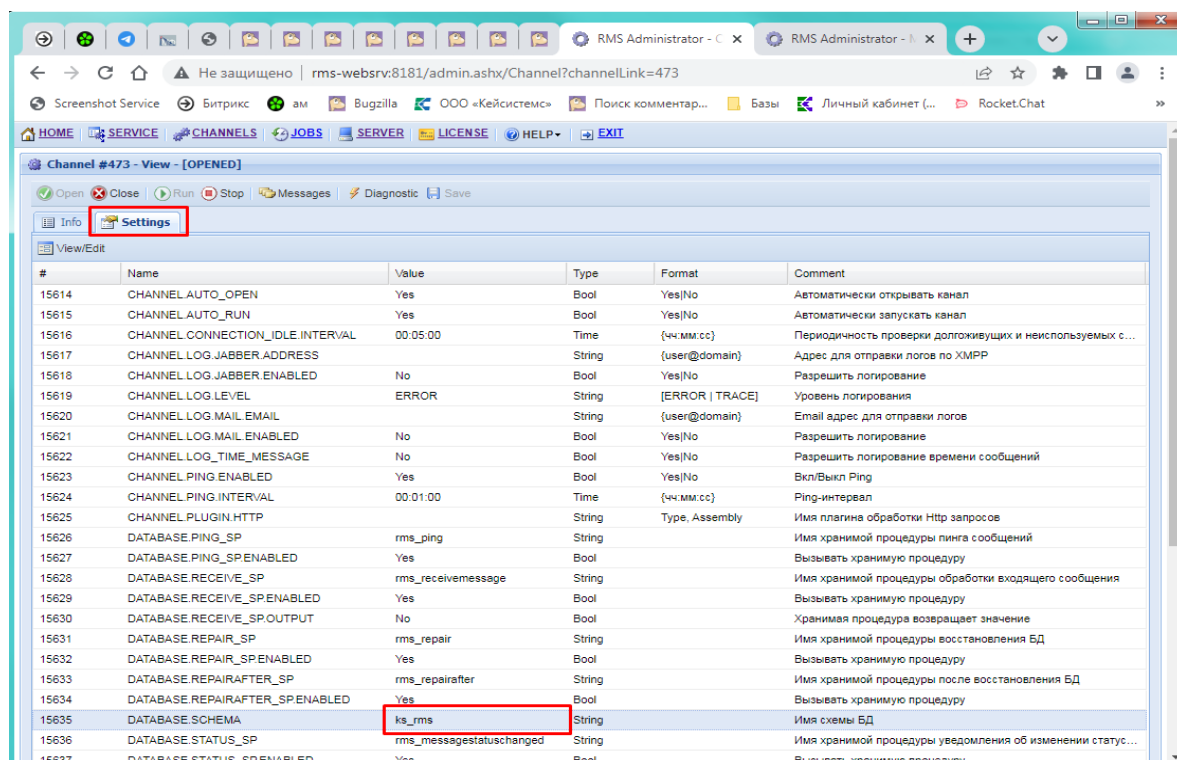 RMS Administrator - C
RMS Administrator - N
Не защищено | rms-websrv:8181/admin.ashx/Channel?channelLink=473
Screenshot Service Битрикс ам Bugzilla ООО «Кейсистемс» Поиск комментар... Базы Личный кабинет (... Rocket.Chat »
HOME SERVICE CHANNELS JOBS SERVER LICENSE HELP EXIT
Channel #473 - View - [OPENED]
Open Close Run Stop Messages Diagnostic Save
Info Settings
View/Edit
# Name Value Type Format Comment
15614 CHANNEL.AUTO_OPEN Yes Bool Yes|No Автоматически открывать канал
15615 CHANNEL.AUTO_RUN Yes Bool Yes|No Автоматически запускать канал
15616 CHANNEL.CONNECTION_IDLE.INTERVAL 00:05:00 Time {чч:мм:сс} Периодичность проверки долгоживущих и неиспользуемых с...
15617 CHANNEL.LOG.JABBER.ADDRESS String {user@domain} Адрес для отправки логов по XMPP
15618 CHANNEL.LOG.JABBER.ENABLED No Bool Yes|No Разрешить логирование
15619 CHANNEL.LOG.LEVEL ERROR String [ERROR | TRACE] Уровень логирования
15620 CHANNEL.LOG.MAIL.EMAIL String {user@domain} Email адрес для отправки логов
15621 CHANNEL.LOG.MAIL.ENABLED No Bool Yes|No Разрешить логирование
15622 CHANNEL.LOG_TIME_MESSAGE No Bool Yes|No Разрешить логирование времени сообщений
15623 CHANNEL.PING.ENABLED Yes Bool Yes|No Вкл/Выкл Ping
15624 CHANNEL.PING.INTERVAL 00:01:00 Time {чч:мм:сс} Ping-интервал
15625 CHANNEL.PLUGIN.HTTP String Type, Assembly Имя плагина обработки Http запросов
15626 DATABASE.PING_SP rms_ping String Имя хранимой процедуры пинга сообщений
15627 DATABASE.PING_SP.ENABLED Yes Bool Вызывать хранимую процедуру
15628 DATABASE.RECEIVE_SP rms_receivemessage String Имя хранимой процедуры обработки входящего сообщения
15629 DATABASE.RECEIVE_SP.ENABLED Yes Bool Вызывать хранимую процедуру
15630 DATABASE.RECEIVE_SP.OUTPUT No Bool Хранимая процедура возвращает значение
15631 DATABASE.REPAIR_SP rms_repair String Имя хранимой процедуры восстановления БД
15632 DATABASE.REPAIR_SP.ENABLED Yes Bool Вызывать хранимую процедуру
15633 DATABASE.REPAIRAFTER_SP rms_repairafter String Имя хранимой процедуры после восстановления БД
15634 DATABASE.REPAIRAFTER_SP.ENABLED Yes Bool Вызывать хранимую процедуру
15635 DATABASE.SCHEMA ks_rms String Имя схемы БД
15636 DATABASE.STATUS_SP rms_messagestatuschanged String Имя хранимой процедуры уведомления об изменении статус...
15637 DATABASE.STATUS_SP.ENABLED Yes Bool Вызывать хранимую процедуру